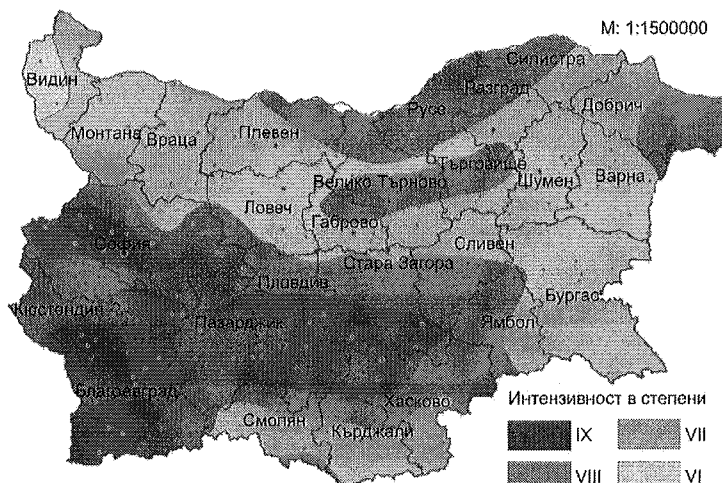 М: 1:1500000
Силистра
Видин
Разград
Русе
Добрич
Монтана
Враца
Плевен
Търговище
Велико Търново
Шумен
Варна
Ловеч
Габрово
София
Сливен
Стара Загора
Пловдив
Бургас
Кюстендил
Пазарджик
Ямбол
Благоевград
Хасково
Смолян
Кърджали
Интензивност в степени
IX
VII
VIII
VI